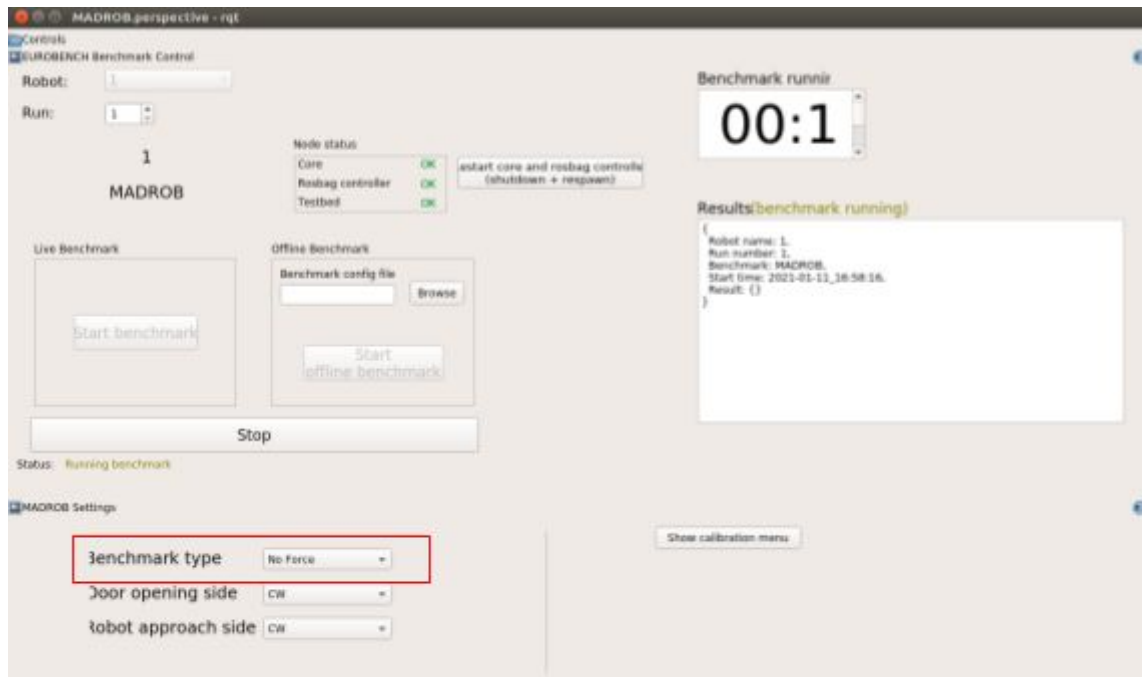 MADROB.perspective - rqt
Controls
EUROBENCH Benchmark Control
Robot: 1
Run: 1
1
MADROB
Node status
Core OK
Rosbag controller OK
Testbed OK
estart core and rosbag controlle
(shutdown + respawn)
Live Benchmark
Start benchmark
Offline Benchmark
Benchmark config file
Browse
Start
offline benchmark
Stop
Status: Running benchmark
Benchmark runnir
00:1
Results(benchmark running)
{
Robot name: 1,
Run number: 1,
Benchmark: MADROB,
Start time: 2021-01-11_16:58:16,
Result: {}
}
MADROB Settings
Benchmark type No Force
Door opening side CW
Robot approach side CW
Show calibration menu